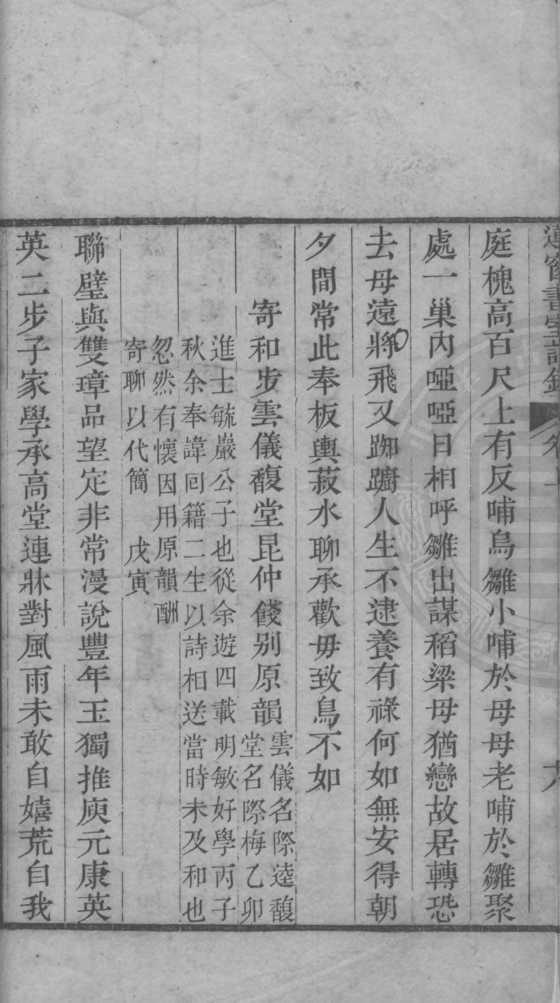 蓮窗書室詩鈔 卷上
庭槐高百尺上有反哺鳥雛小哺於母母老哺於雛聚
處一巢內啞啞日相呼雛出謀稻梁母猶戀故居轉恐
去母遠將飛又踟躕人生不逮養有祿何如無安得朝
夕間常此奉板輿菽水聊承歡毋致鳥不如
寄和步雲儀馥堂昆仲餞別原韻雲儀名際逵馥
堂名際梅乙卯
進士毓巖公子也從余遊四載明敏好學丙子
秋余奉諱囘籍二生以詩相送當時未及和也
忽然有懷因用原韻酬
寄聊以代簡 戊寅
聯璧與雙璋品望定非常漫說豐年玉獨推庾元康英
英二步子家學承高堂連牀對風雨未敢自嬉荒自我